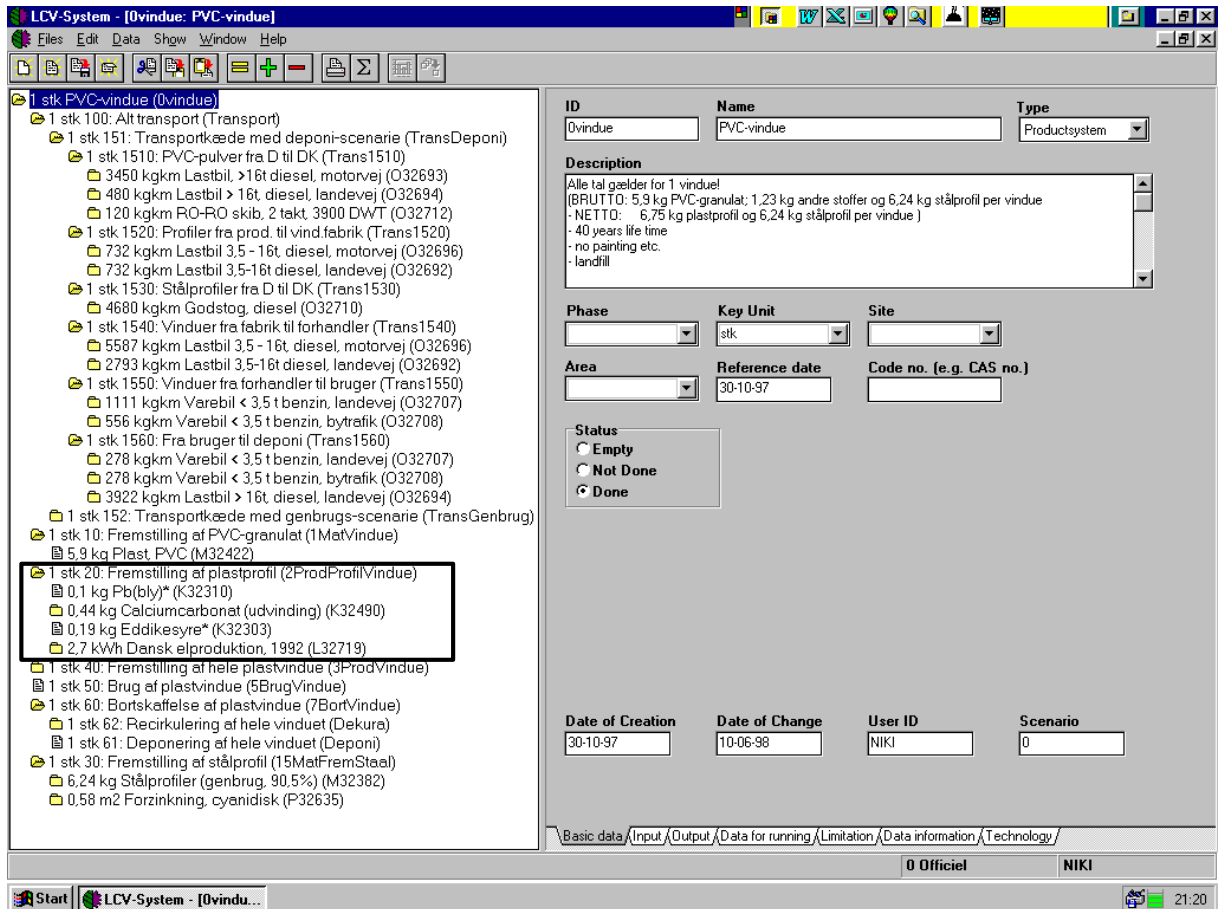 LCV-System - [0vindue: PVC-vindue]
Files Edit Data Show Window Help
1 stk PVC-vindue (0vindue)
1 stk 100: Alt transport (Transport)
1 stk 151: Transportkæde med deponi-scenarie (TransDeponi)
1 stk 1510: PVC-pulver fra D til DK (Trans1510)
3450 kgkm Lastbil, >16t diesel, motorvej (O32693)
480 kgkm Lastbil > 16t, diesel, landevej (O32694)
120 kgkm RO-RO skib, 2 takt, 3900 DWT (O32712)
1 stk 1520: Profiler fra prod. til vind.fabrik (Trans1520)
732 kgkm Lastbil 3,5 - 16t, diesel, motorvej (O32696)
732 kgkm Lastbil 3,5-16t diesel, landevej (O32692)
1 stk 1530: Stålprofiler fra D til DK (Trans1530)
4680 kgkm Godstog, diesel (O32710)
1 stk 1540: Vinduer fra fabrik til forhandler (Trans1540)
5587 kgkm Lastbil 3,5 - 16t, diesel, motorvej (O32696)
2793 kgkm Lastbil 3,5-16t diesel, landevej (O32692)
1 stk 1550: Vinduer fra forhandler til bruger (Trans1550)
1111 kgkm Varebil < 3,5 t benzin, landevej (O32707)
556 kgkm Varebil < 3,5 t benzin, bytrafik (O32708)
1 stk 1560: Fra bruger til deponi (Trans1560)
278 kgkm Varebil < 3,5 t benzin, landevej (O32707)
278 kgkm Varebil < 3,5 t benzin, bytrafik (O32708)
3922 kgkm Lastbil > 16t, diesel, landevej (O32694)
1 stk 152: Transportkæde med genbrugs-scenarie (TransGenbrug)
1 stk 10: Fremstilling af PVC-granulat (1MatVindue)
5,9 kg Plast, PVC (M32422)
1 stk 20: Fremstilling af plastprofil (2ProdProfilVindue)
0,1 kg Pb(bly)* (K32310)
0,44 kg Calciumcarbonat (udvinding) (K32490)
0,19 kg Eddikesyre* (K32303)
2,7 kWh Dansk elproduktion, 1992 (L32719)
1 stk 40: Fremstilling af hele plastvindue (3ProdVindue)
1 stk 50: Brug af plastvindue (5BrugVindue)
1 stk 60: Bortskaffelse af plastvindue (7BortVindue)
1 stk 62: Recirkulering af hele vinduet (Dekura)
1 stk 61: Deponering af hele vinduet (Deponi)
1 stk 30: Fremstilling af stålprofil (15MatFremStaal)
6,24 kg Stålprofiler (genbrug, 90,5%) (M32382)
0,58 m2 Forzinkning, cyanidisk (P32635)
ID Name Type
0vindue PVC-vindue Productsystem
Description
Alle tal gælder for 1 vindue!
(BRUTTO: 5,9 kg PVC-granulat; 1,23 kg andre stoffer og 6,24 kg stålprofil per vindue
- NETTO: 6,75 kg plastprofil og 6,24 kg stålprofil per vindue )
- 40 years life time
- no painting etc.
- landfill
Phase Key Unit Site
stk
Area Reference date Code no. (e.g. CAS no.)
30-10-97
Status
Empty
Not Done
Done
Date of Creation Date of Change User ID Scenario
30-10-97 10-06-98 NIKI 0
Basic data Input Output Data for running Limitation Data information Technology
0 Officiel NIKI
Start LCV-System - [0vindu... 21:20